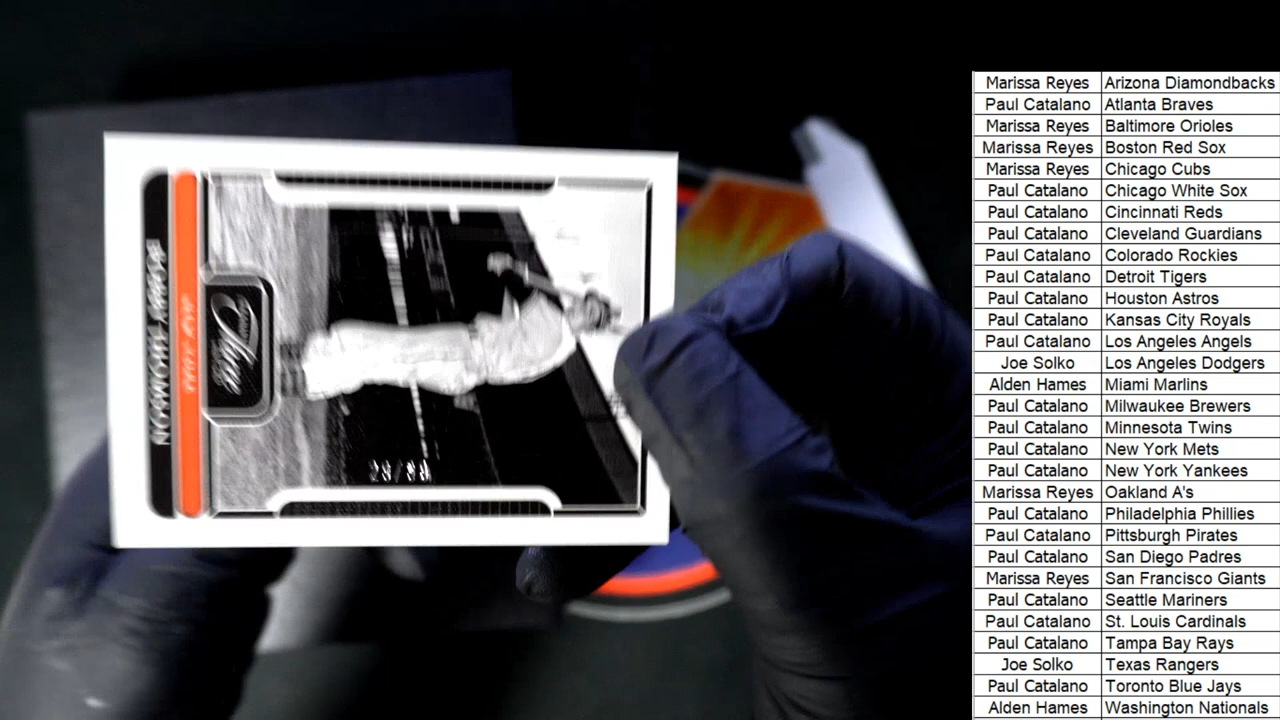 BOBBY THOMSON
NEW YORK
Three
Marissa Reyes Arizona Diamondbacks
Paul Catalano Atlanta Braves
Marissa Reyes Baltimore Orioles
Marissa Reyes Boston Red Sox
Marissa Reyes Chicago Cubs
Paul Catalano Chicago White Sox
Paul Catalano Cincinnati Reds
Paul Catalano Cleveland Guardians
Paul Catalano Colorado Rockies
Paul Catalano Detroit Tigers
Paul Catalano Houston Astros
Paul Catalano Kansas City Royals
Paul Catalano Los Angeles Angels
Joe Solko Los Angeles Dodgers
Alden Hames Miami Marlins
Paul Catalano Milwaukee Brewers
Paul Catalano Minnesota Twins
Paul Catalano New York Mets
Paul Catalano New York Yankees
Marissa Reyes Oakland A's
Paul Catalano Philadelphia Phillies
Paul Catalano Pittsburgh Pirates
Paul Catalano San Diego Padres
Marissa Reyes San Francisco Giants
Paul Catalano Seattle Mariners
Paul Catalano St. Louis Cardinals
Paul Catalano Tampa Bay Rays
Joe Solko Texas Rangers
Paul Catalano Toronto Blue Jays
Alden Hames Washington Nationals